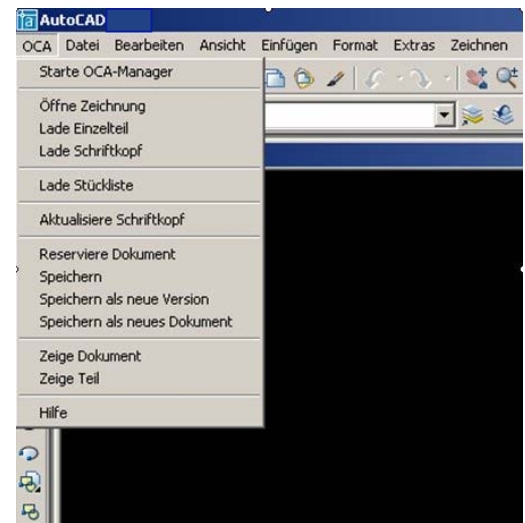 AutoCAD
OCA Datei Bearbeiten Ansicht Einfügen Format Extras Zeichnen
Starte OCA-Manager
Öffne Zeichnung
Lade Einzelteil
Lade Schriftkopf
Lade Stückliste
Aktualisiere Schriftkopf
Reserviere Dokument
Speichern
Speichern als neue Version
Speichern als neues Dokument
Zeige Dokument
Zeige Teil
Hilfe